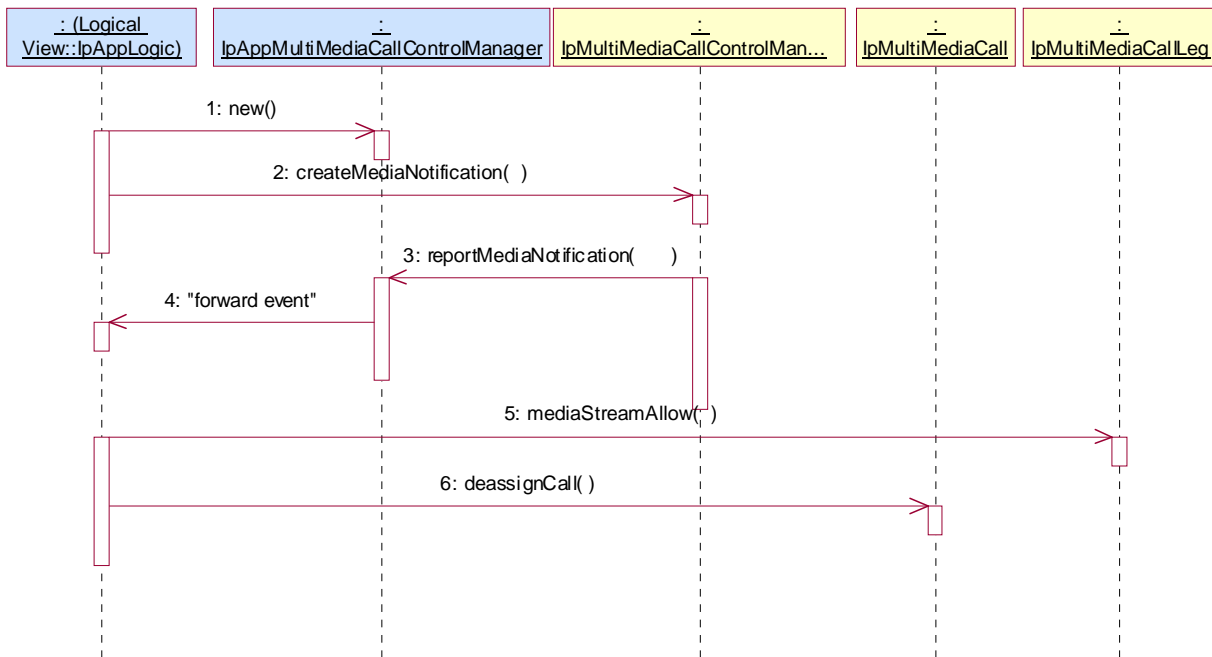 : (Logical
View::IpAppLogic)
:
IpAppMultiMediaCallControlManager
:
IpMultiMediaCallControlMan...
:
IpMultiMediaCall
:
IpMultiMediaCallLeg
1: new()
2: createMediaNotification( )
3: reportMediaNotification( )
4: "forward event"
5: mediaStreamAllow( )
6: deassignCall( )